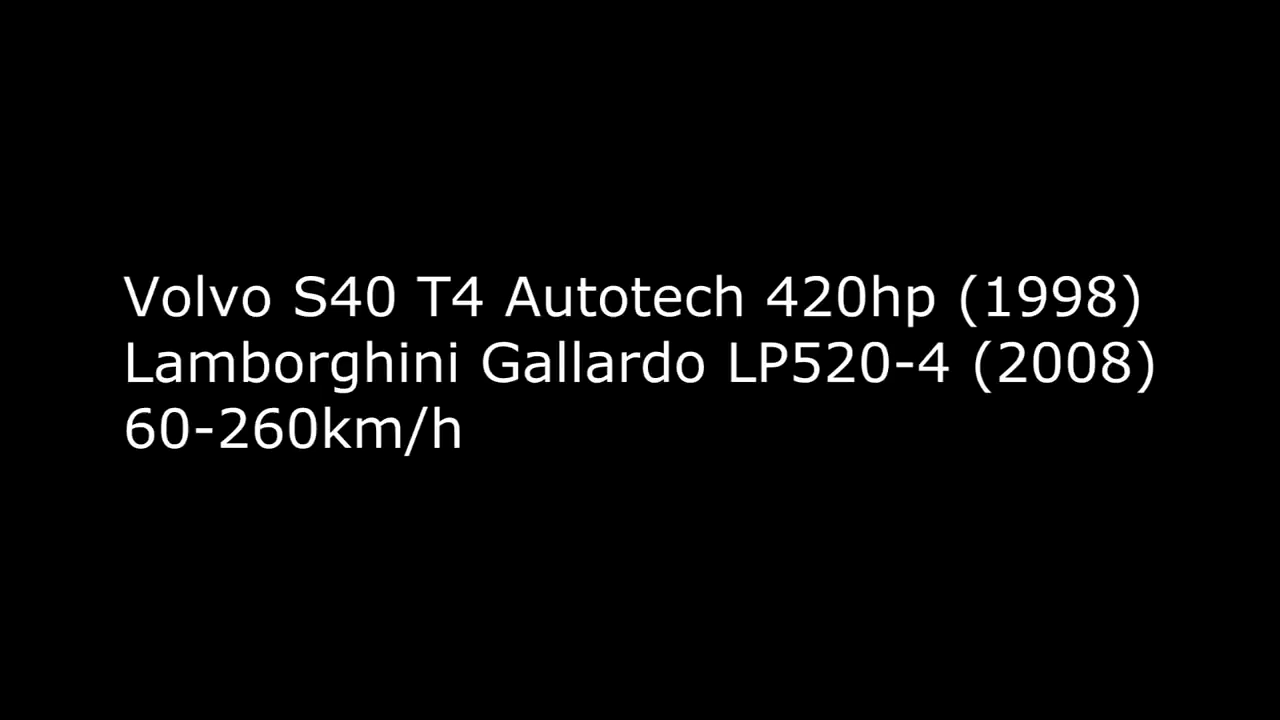 Volvo S40 T4 Autotech 420hp (1998)
Lamborghini Gallardo LP520-4 (2008)
60-260km/h